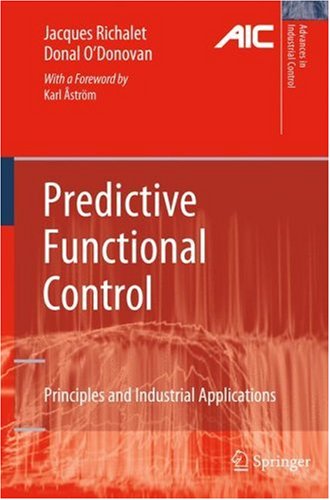 Jacques Richalet
Donal O'Donovan
With a Foreword by
Karl Åström
AIC
Advances in
Industrial Control
Predictive
Functional
Control
Principles and Industrial Applications
Springer